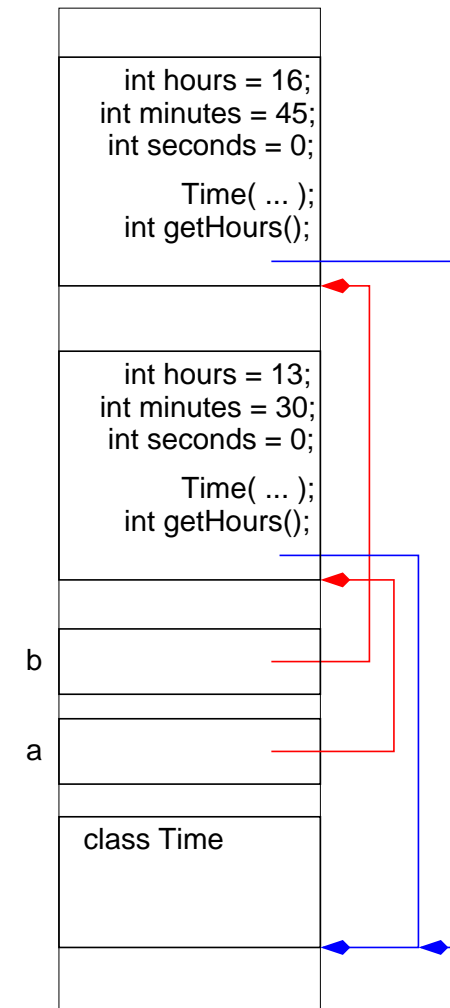 int hours = 16;
int minutes = 45;
int seconds = 0;
Time( ... );
int getHours();
int hours = 13;
int minutes = 30;
int seconds = 0;
Time( ... );
int getHours();
b
a
class Time